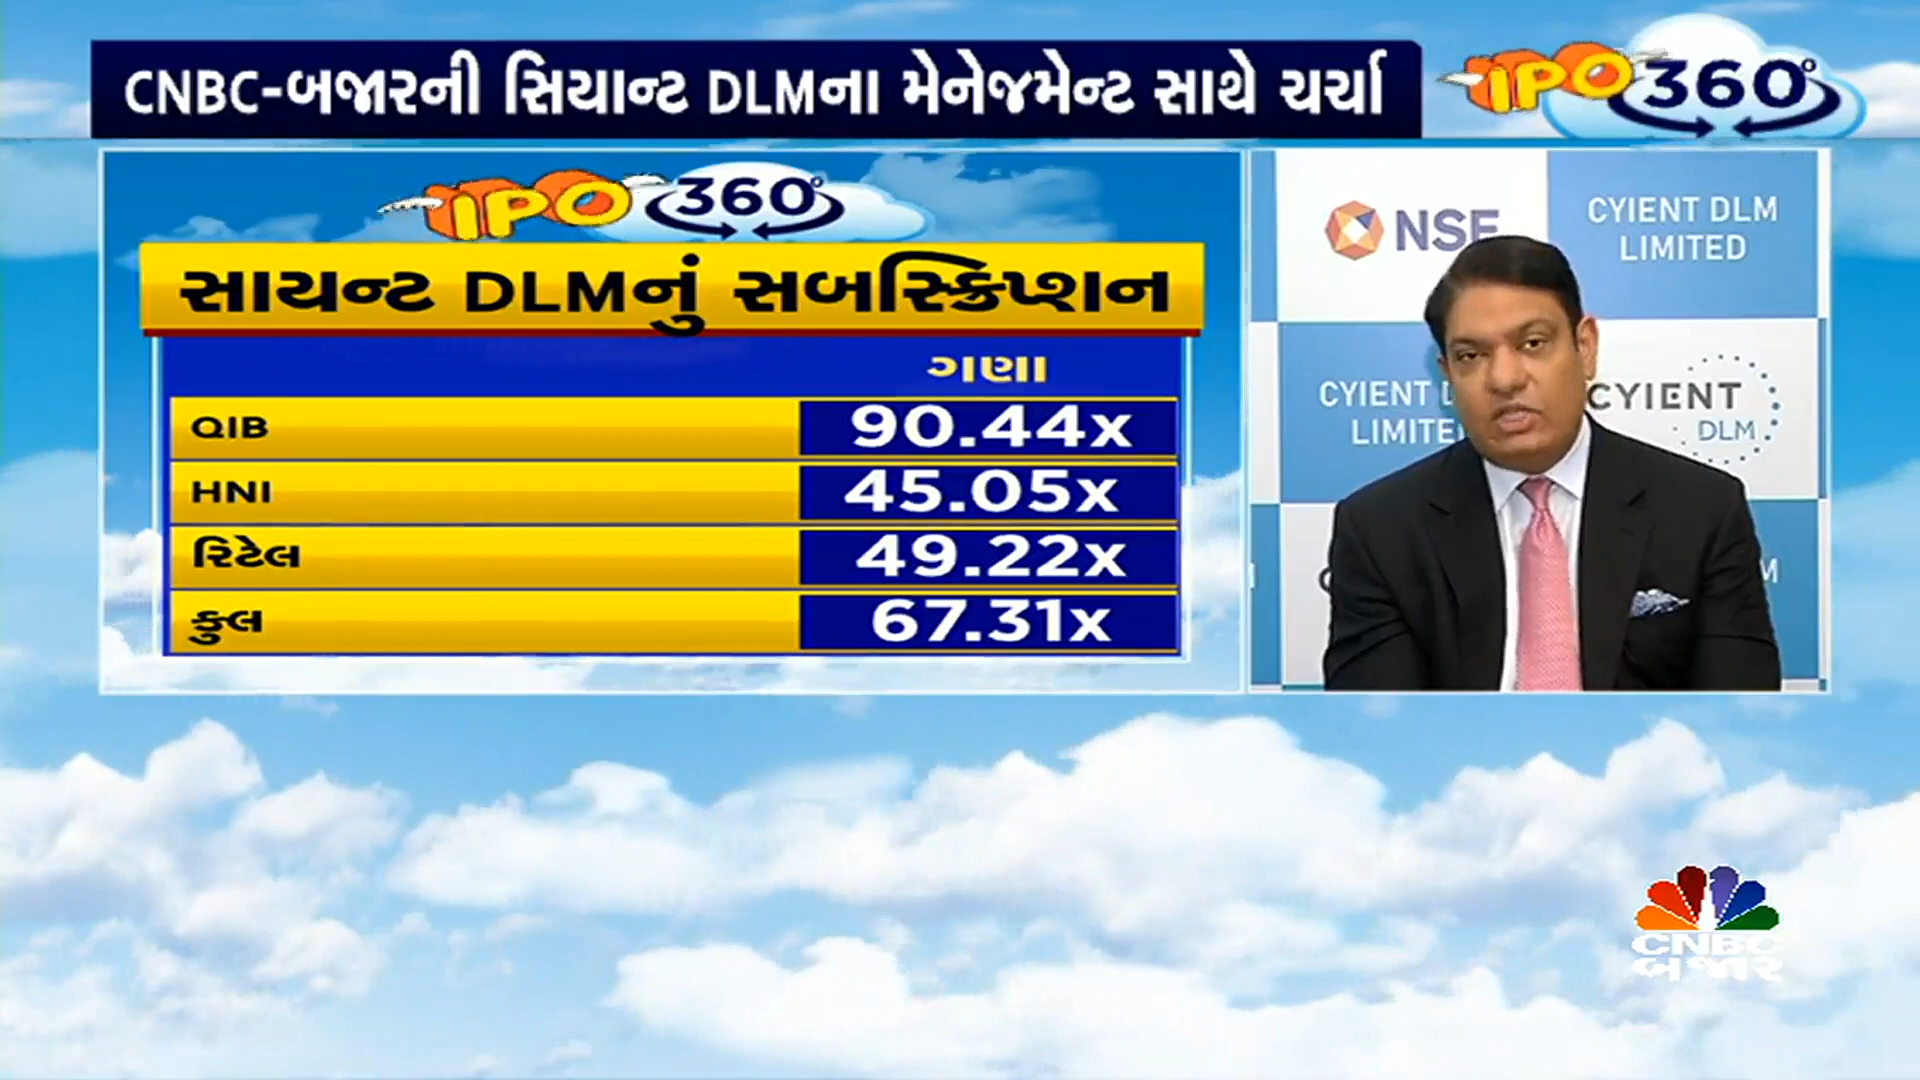 CNBC-બજારની સિયાન્ટ DLMના મેનેજમેન્ટ સાથે ચર્ચા
IPO 360°
IPO 360°
સાયન્ટ DLMનું સબસ્ક્રિપ્શન
ગણા
QIB 90.44x
HNI 45.05x
રિટેલ 49.22x
કુલ 67.31x
NSE
CYIENT DLM
LIMITED
CYIENT
LIMITE
CYIENT
DLM
CNBC
બજાર